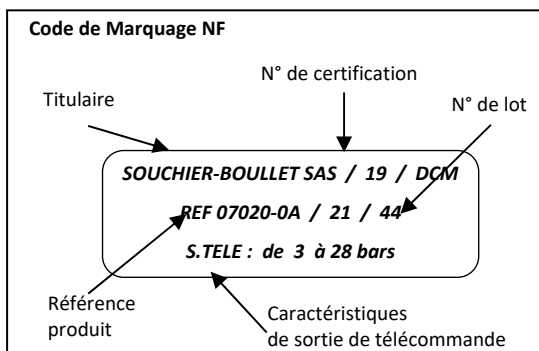 Code de Marquage NF
N° de certification
Titulaire
N° de lot
SOUCHIER-BOULLET SAS / 19 / DCM
REF 07020-0A / 21 / 44
S.TELE : de 3 à 28 bars
Référence
produit
Caractéristiques
de sortie de télécommande